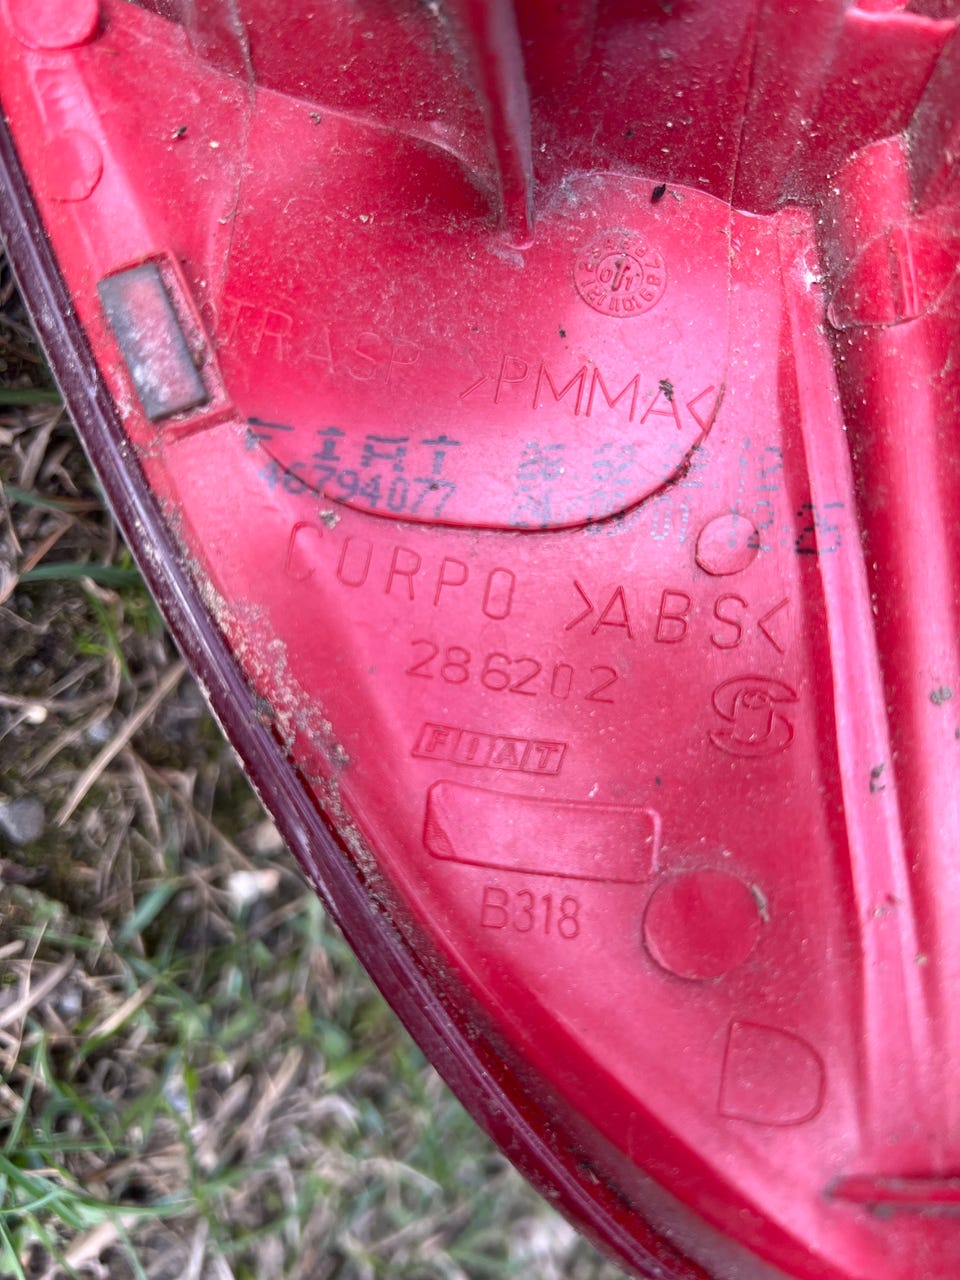 TRASP >PMMA<
FIAT
46794077
CORPO >ABS<
286202
FIAT
B318
D